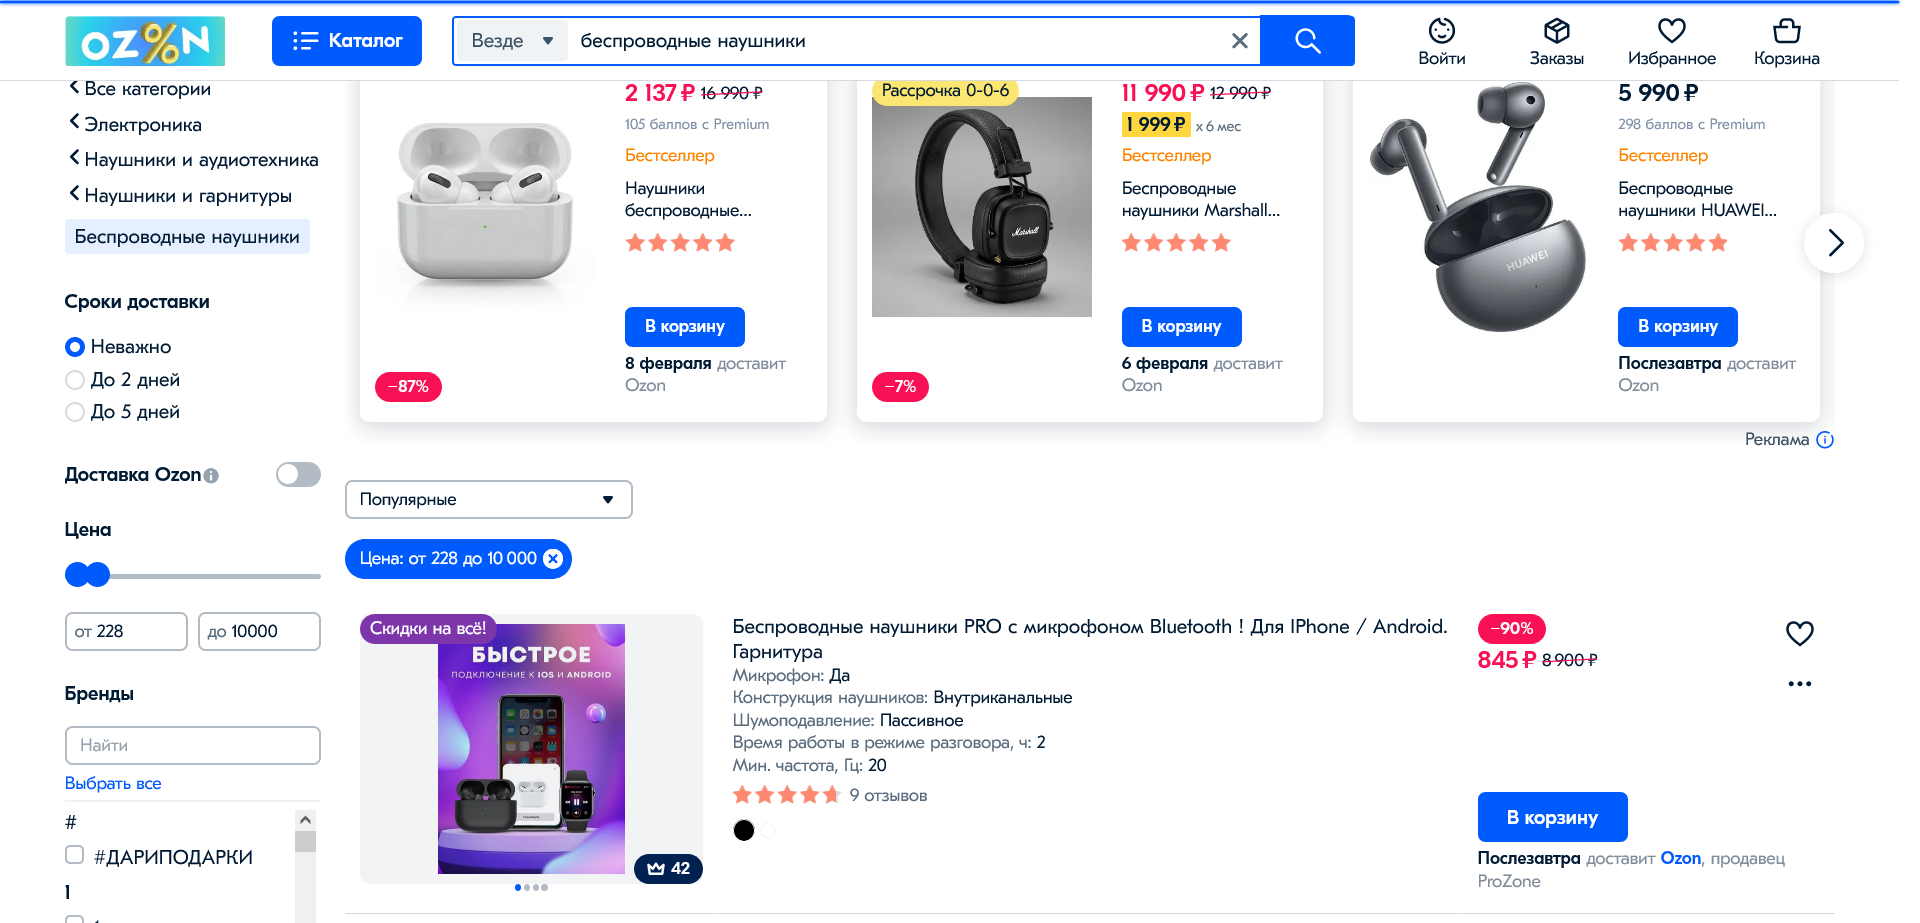 OZ%N
Каталог
Везде
беспроводные наушники
Войти
Заказы
Избранное
Корзина
Все категории
Электроника
Наушники и аудиотехника
Наушники и гарнитуры
Беспроводные наушники
Сроки доставки
Неважно
До 2 дней
До 5 дней
Доставка Ozon
Цена
от 228
до 10000
Бренды
Найти
Выбрать все
#
#ДАРИПОДАРКИ
1
2 137 ₽ 16 990 ₽
105 баллов с Premium
Бестселлер
Наушники
беспроводные...
В корзину
8 февраля доставит
Ozon
−87%
Рассрочка 0-0-6
Marshall
11 990 ₽ 12 990 ₽
1 999 ₽ х 6 мес
Бестселлер
Беспроводные
наушники Marshall...
В корзину
6 февраля доставит
Ozon
−7%
HUAWEI
5 990 ₽
298 баллов с Premium
Бестселлер
Беспроводные
наушники HUAWEI...
В корзину
Послезавтра доставит
Ozon
Реклама
Популярные
Цена: от 228 до 10 000
Скидки на всё!
БЫСТРОЕ
ПОДКЛЮЧЕНИЕ К IOS И ANDROID
42
Беспроводные наушники PRO с микрофоном Bluetooth ! Для IPhone / Android.
Гарнитура
Микрофон: Да
Конструкция наушников: Внутриканальные
Шумоподавление: Пассивное
Время работы в режиме разговора, ч: 2
Мин. частота, Гц: 20
9 отзывов
−90%
845 ₽ 8 900 ₽
В корзину
Послезавтра доставит Ozon, продавец
ProZone